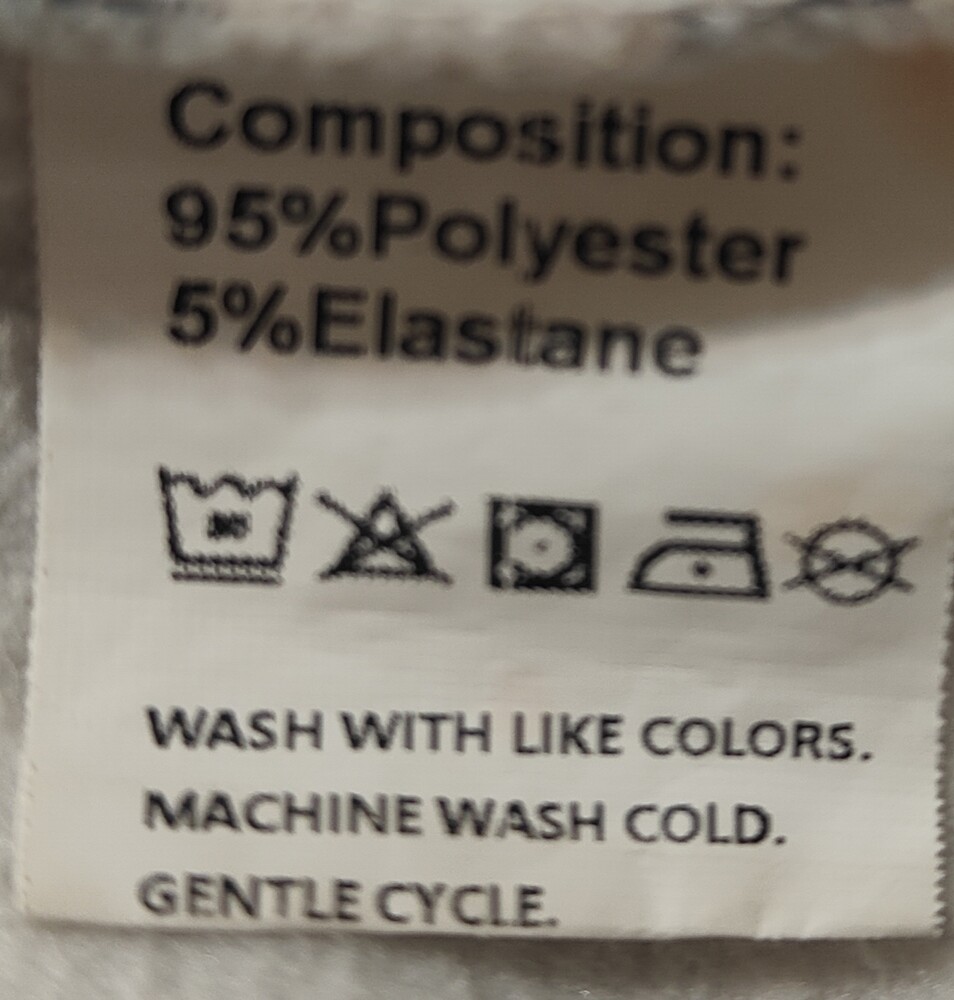 Composition:
95%Polyester
5%Elastane
WASH WITH LIKE COLORS.
MACHINE WASH COLD.
GENTLE CYCLE.